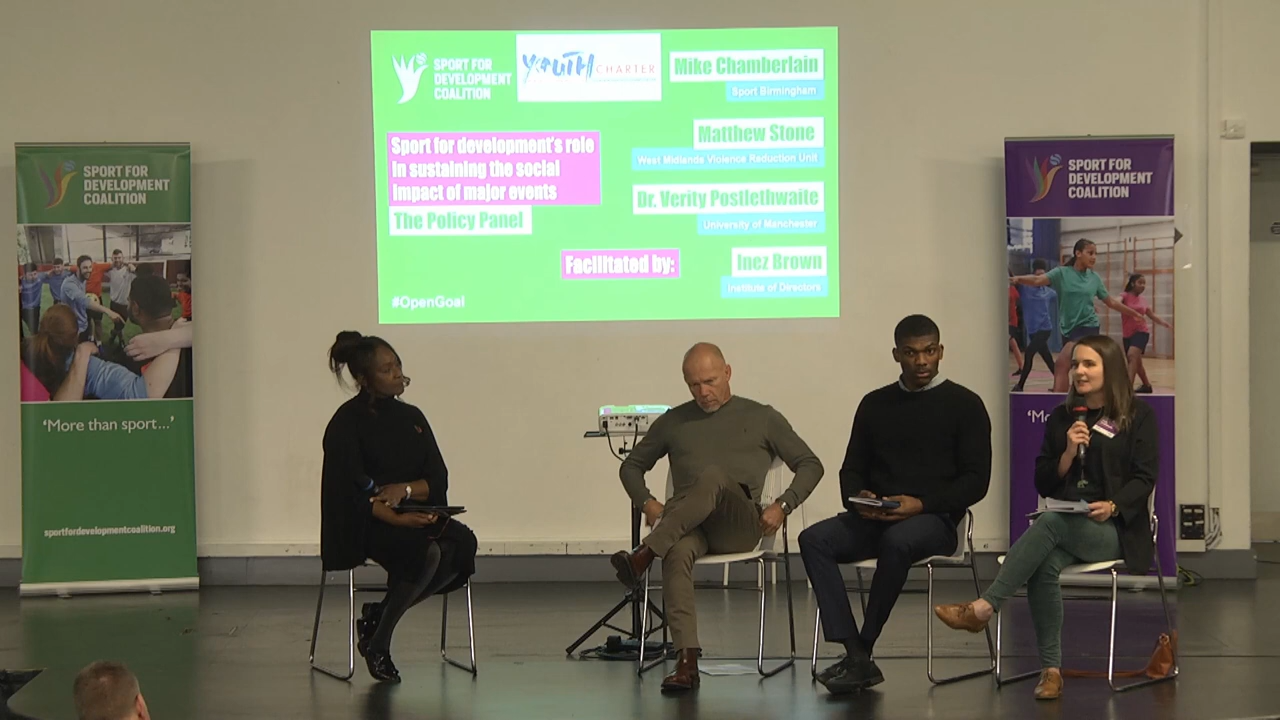 SPORT FOR
DEVELOPMENT
COALITION
YOUTH CHARTER
Mike Chamberlain
Sport Birmingham
Matthew Stone
West Midlands Violence Reduction Unit
Sport for development's role
in sustaining the social
impact of major events
The Policy Panel
Dr. Verity Postlethwaite
University of Manchester
Facilitated by:
Inez Brown
Institute of Directors
#OpenGoal
SPORT FOR
DEVELOPMENT
COALITION
'More than sport...'
sportfordevelopmentcoalition.org
SPORT FOR
DEVELOPMENT
COALITION